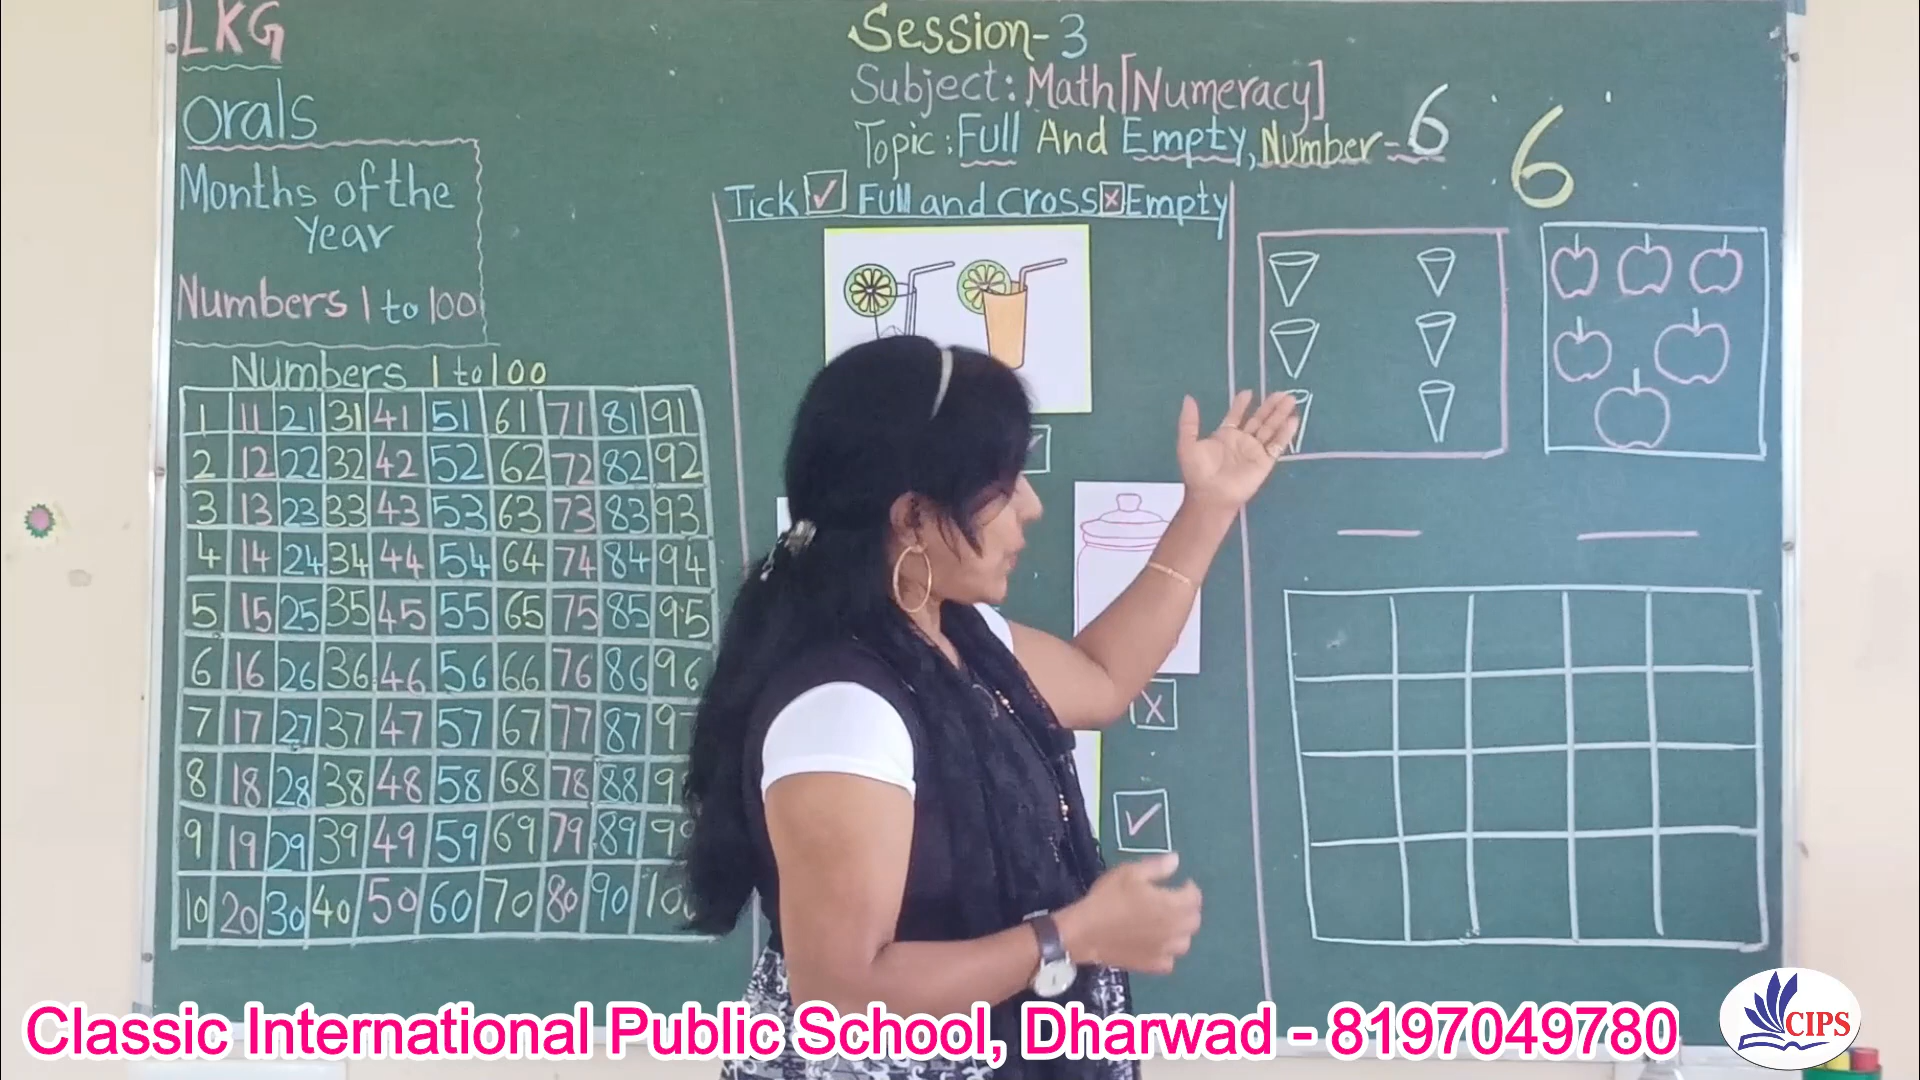 LKG
orals
Months of the
Year
Numbers 1 to 100
Numbers 1 to 100
1 11 21 31 41 51 61 71 81 91
2 12 22 32 42 52 62 72 82 92
3 13 23 33 43 53 63 73 83 93
4 14 24 34 44 54 64 74 84 94
5 15 25 35 45 55 65 75 85 95
6 16 26 36 46 56 66 76 86 96
7 17 27 37 47 57 67 77 87
8 18 28 38 48 58 68 78 88
9 19 29 39 49 59 69 79 89
10 20 30 40 50 60 70 80 90
Session-3
Subject: Math[Numeracy]
Topic: Full And Empty, Number-6
6
Tick ✓ Full and cross x Empty
Classic International Public School, Dharwad - 8197049780
CIPS